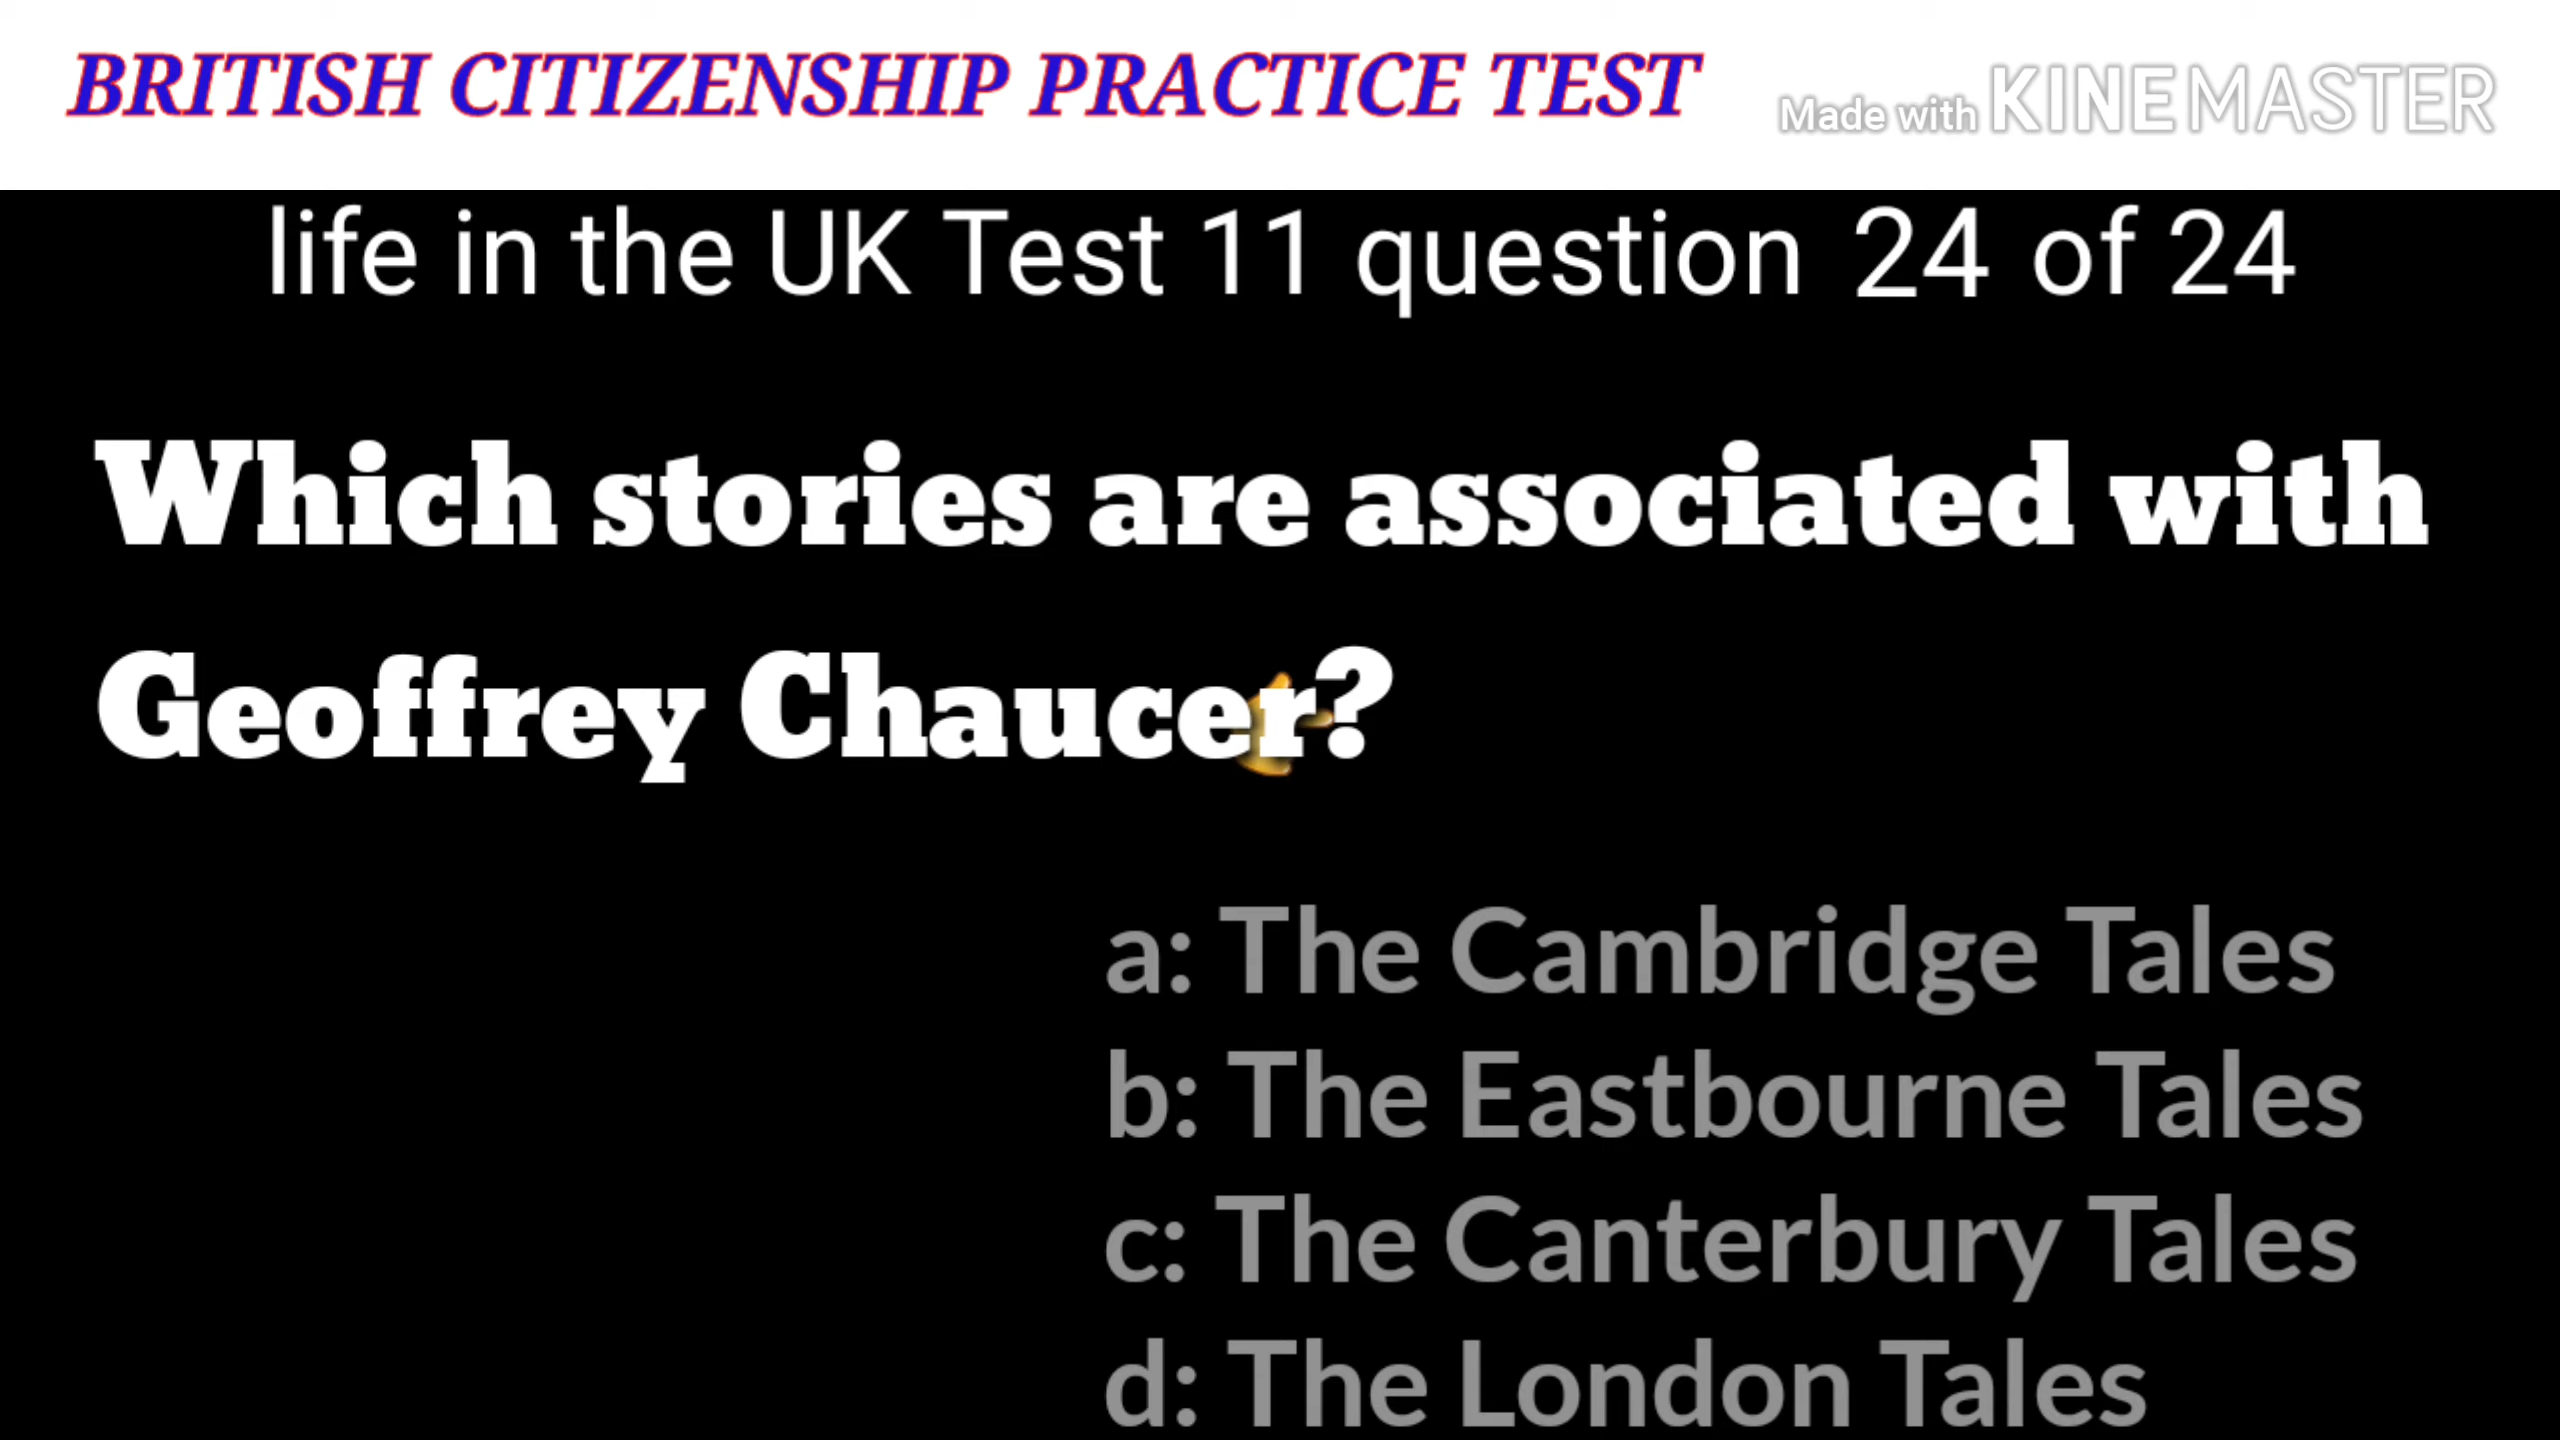 BRITISH CITIZENSHIP PRACTICE TEST
Made with KINEMASTER
life in the UK Test 11 question 24 of 24
Which stories are associated with
Geoffrey Chaucer?
a: The Cambridge Tales
b: The Eastbourne Tales
c: The Canterbury Tales
d: The London Tales